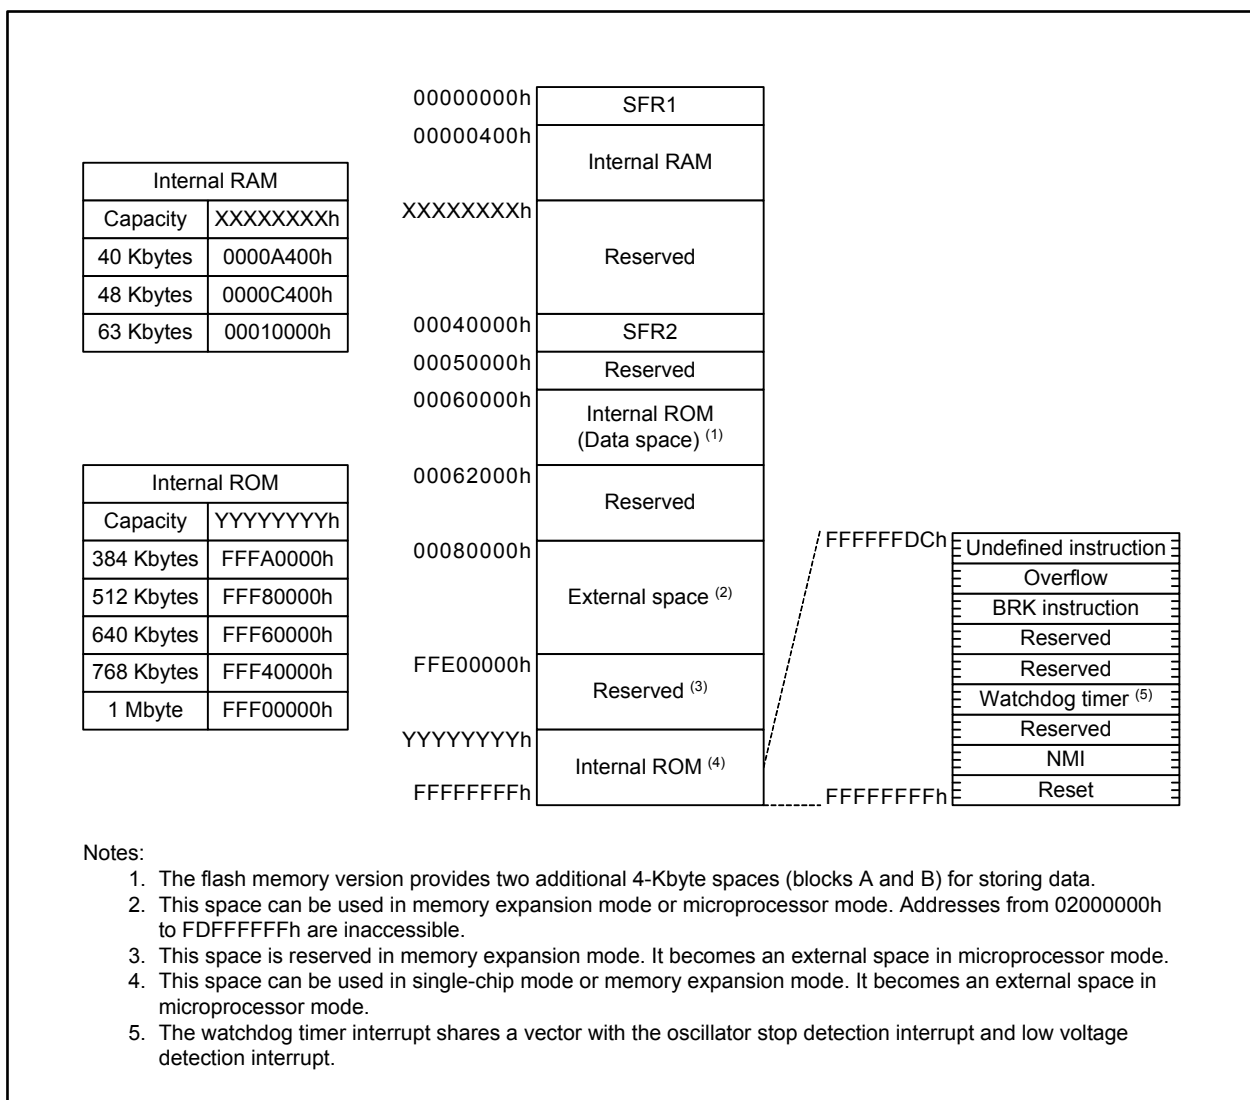 00000000h
SFR1
00000400h
Internal RAM
XXXXXXXXh
Reserved
00040000h
SFR2
00050000h
Reserved
00060000h
Internal ROM
(Data space) (1)
00062000h
Reserved
00080000h
External space (2)
FFE00000h
Reserved (3)
YYYYYYYYh
Internal ROM (4)
FFFFFFFFh
Internal RAM
Capacity XXXXXXXXh
40 Kbytes 0000A400h
48 Kbytes 0000C400h
63 Kbytes 00010000h
Internal ROM
Capacity YYYYYYYYh
384 Kbytes FFFA0000h
512 Kbytes FFF80000h
640 Kbytes FFF60000h
768 Kbytes FFF40000h
1 Mbyte FFF00000h
FFFFFFDCh
Undefined instruction
Overflow
BRK instruction
Reserved
Reserved
Watchdog timer (5)
Reserved
NMI
Reset
FFFFFFFFh
Notes:
1. The flash memory version provides two additional 4-Kbyte spaces (blocks A and B) for storing data.
2. This space can be used in memory expansion mode or microprocessor mode. Addresses from 02000000h
to FDFFFFFFh are inaccessible.
3. This space is reserved in memory expansion mode. It becomes an external space in microprocessor mode.
4. This space can be used in single-chip mode or memory expansion mode. It becomes an external space in
microprocessor mode.
5. The watchdog timer interrupt shares a vector with the oscillator stop detection interrupt and low voltage
detection interrupt.